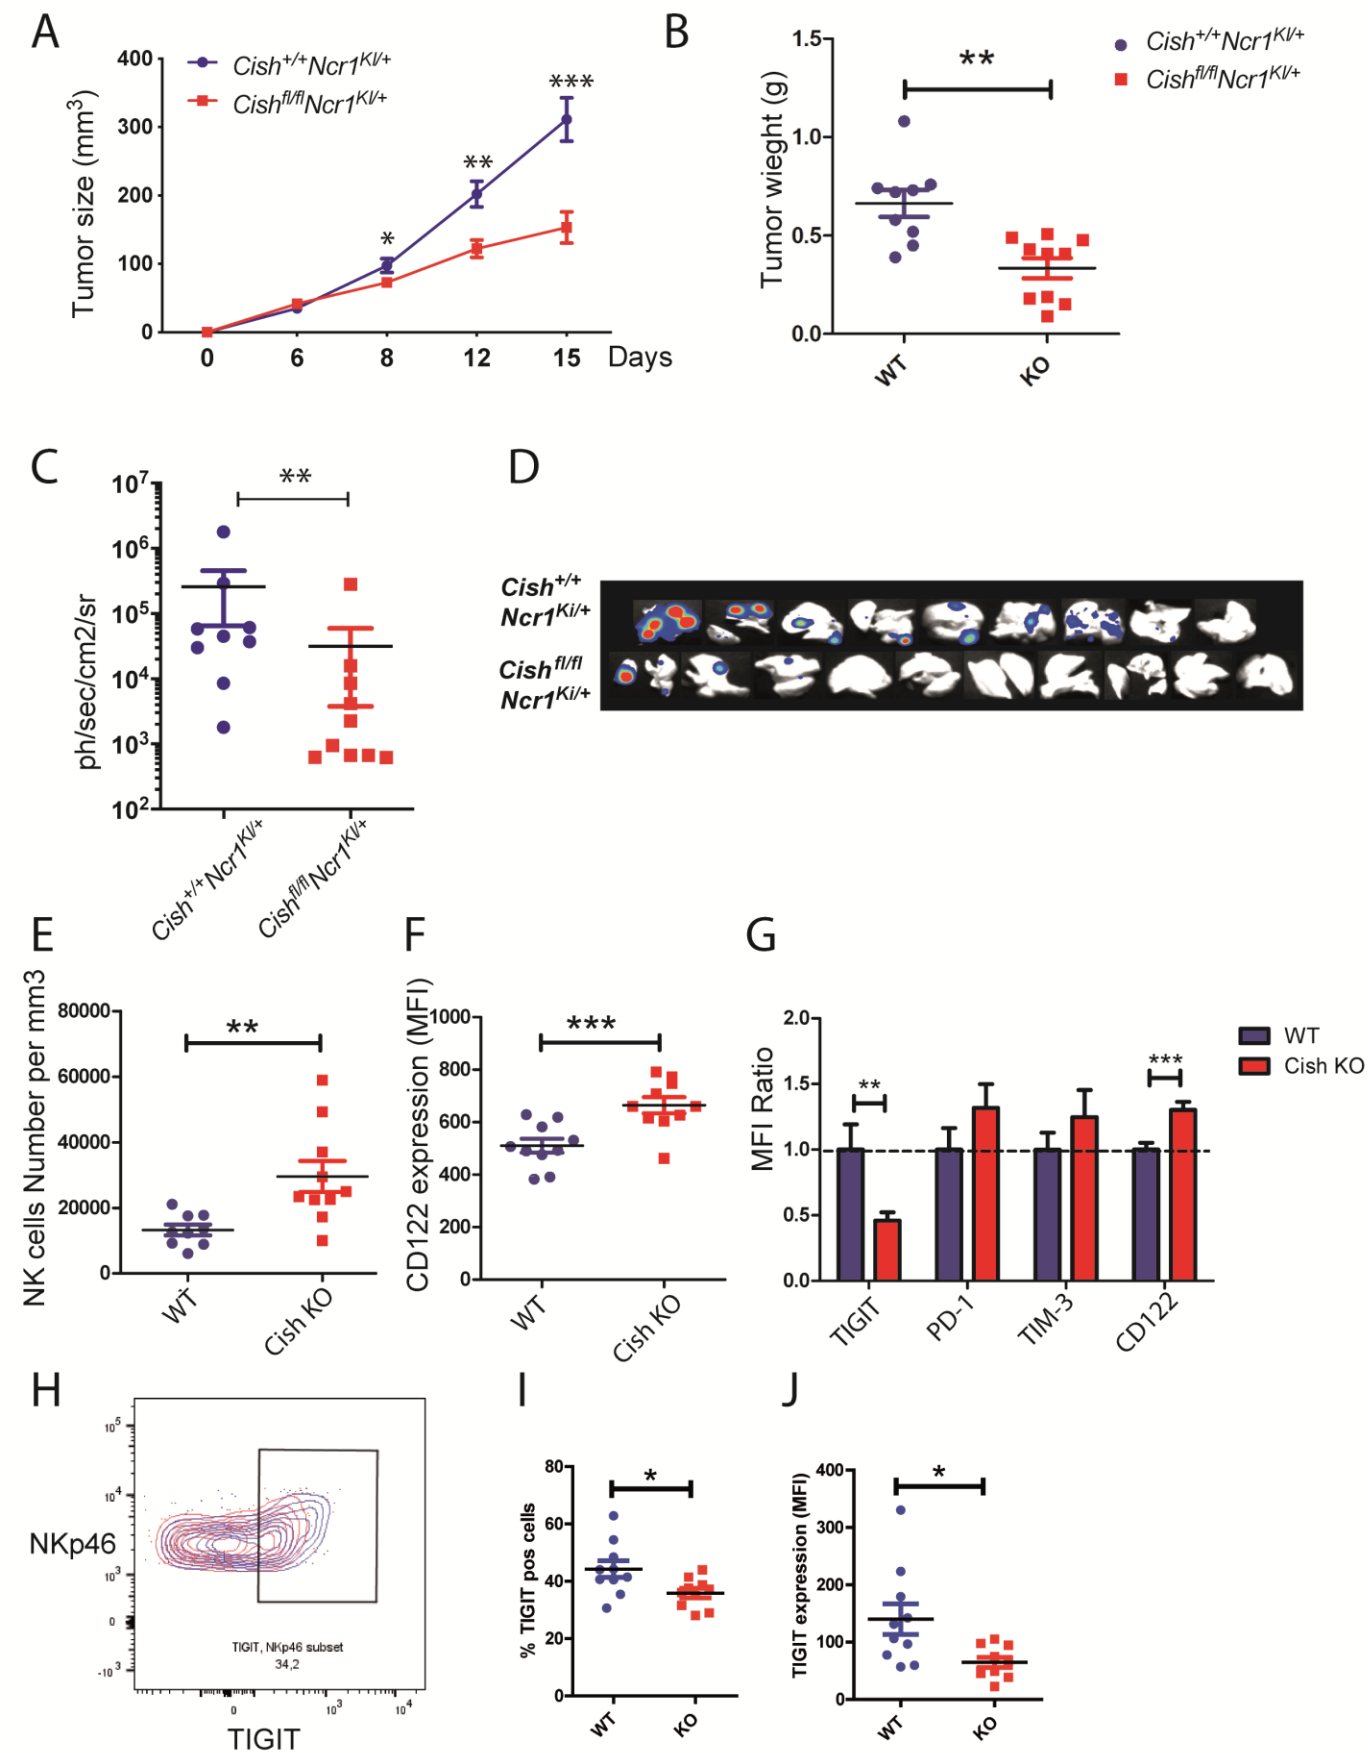 A
Tumor size (mm³)
400
300
200
100
0
Cish+/+Ncr1KI/+
Cishfl/flNcr1KI/+
*
**
***
0 6 8 12 15 Days
B
Tumor wieght (g)
1.5
1.0
0.5
0.0
**
Cish+/+Ncr1KI/+
Cishfl/flNcr1KI/+
WT KO
C
ph/sec/cm2/sr
10⁷
10⁶
10⁵
10⁴
10³
10²
**
Cish+/+Ncr1KI/+
Cishfl/flNcr1KI/+
D
Cish+/+
Ncr1Ki/+
Cishfl/fl
Ncr1Ki/+
E
NK cells Number per mm3
80000
60000
40000
20000
0
**
WT Cish KO
F
CD122 expression (MFI)
1000
800
600
400
200
0
***
WT Cish KO
G
MFI Ratio
2.0
1.5
1.0
0.5
0.0
**
***
WT
Cish KO
TIGIT PD-1 TIM-3 CD122
H
NKp46
10⁵
10⁴
10³
0
-10³
TIGIT, NKp46 subset
34,2
0 10³ 10⁴
TIGIT
I
% TIGIT pos cells
80
60
40
20
0
*
WT KO
J
TIGIT expression (MFI)
400
300
200
100
0
*
WT KO